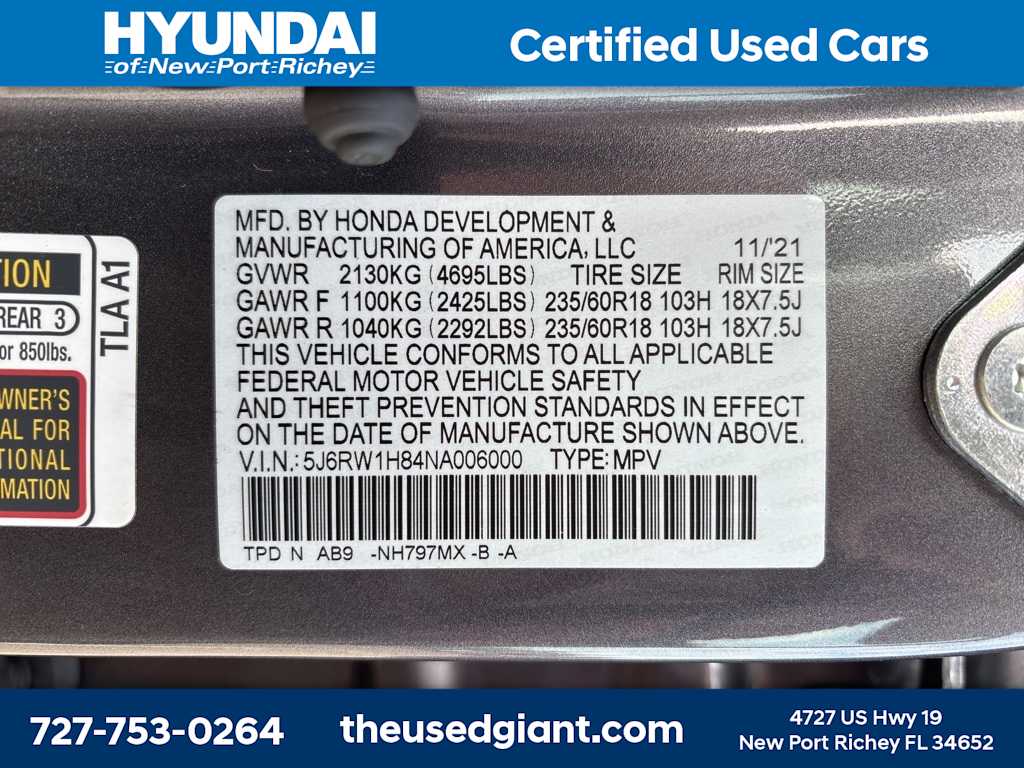 HYUNDAI
of New Port Richey
Certified Used Cars
TION
REAR 3
or 850lbs.
TLA A1
WNER'S
AL FOR
TIONAL
MATION
MFD. BY HONDA DEVELOPMENT &
MANUFACTURING OF AMERICA, LLC 11/'21
GVWR 2130KG (4695LBS) TIRE SIZE RIM SIZE
GAWR F 1100KG (2425LBS) 235/60R18 103H 18X7.5J
GAWR R 1040KG (2292LBS) 235/60R18 103H 18X7.5J
THIS VEHICLE CONFORMS TO ALL APPLICABLE
FEDERAL MOTOR VEHICLE SAFETY
AND THEFT PREVENTION STANDARDS IN EFFECT
ON THE DATE OF MANUFACTURE SHOWN ABOVE.
V.I.N.: 5J6RW1H84NA006000 TYPE: MPV
TPD N AB9 -NH797MX -B -A
727-753-0264
theusedgiant.com
4727 US Hwy 19
New Port Richey FL 34652